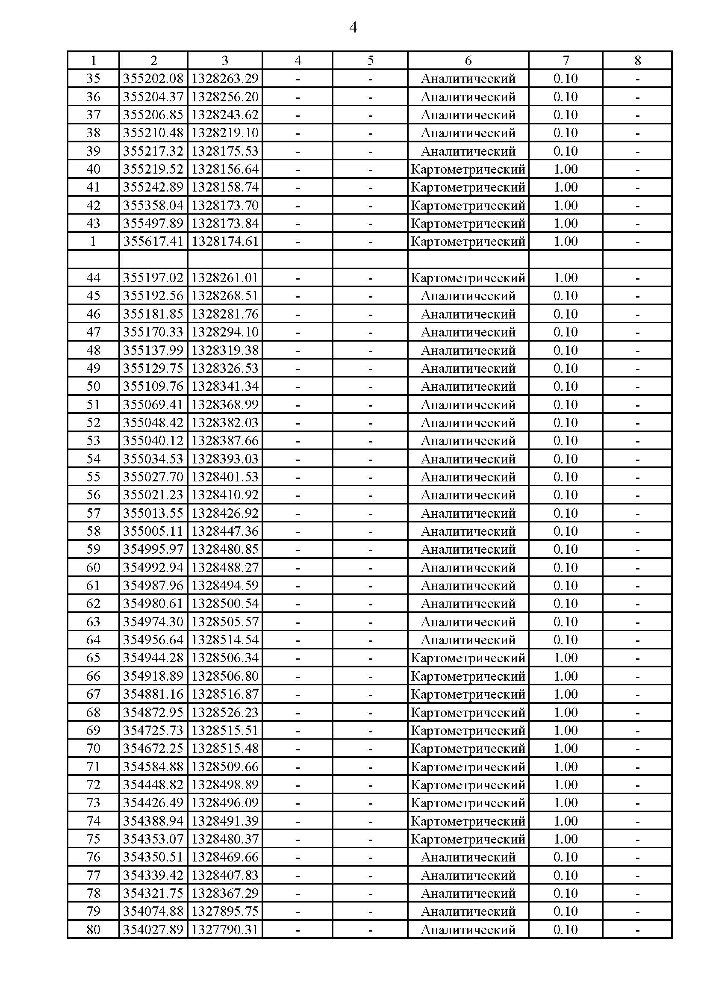 4
1 2 3 4 5 6 7 8
35 355202.08 1328263.29 - - Аналитический 0.10 -
36 355204.37 1328256.20 - - Аналитический 0.10 -
37 355206.85 1328243.62 - - Аналитический 0.10 -
38 355210.48 1328219.10 - - Аналитический 0.10 -
39 355217.32 1328175.53 - - Аналитический 0.10 -
40 355219.52 1328156.64 - - Картометрический 1.00 -
41 355242.89 1328158.74 - - Картометрический 1.00 -
42 355358.04 1328173.70 - - Картометрический 1.00 -
43 355497.89 1328173.84 - - Картометрический 1.00 -
1 355617.41 1328174.61 - - Картометрический 1.00 -
44 355197.02 1328261.01 - - Картометрический 1.00 -
45 355192.56 1328268.51 - - Аналитический 0.10 -
46 355181.85 1328281.76 - - Аналитический 0.10 -
47 355170.33 1328294.10 - - Аналитический 0.10 -
48 355137.99 1328319.38 - - Аналитический 0.10 -
49 355129.75 1328326.53 - - Аналитический 0.10 -
50 355109.76 1328341.34 - - Аналитический 0.10 -
51 355069.41 1328368.99 - - Аналитический 0.10 -
52 355048.42 1328382.03 - - Аналитический 0.10 -
53 355040.12 1328387.66 - - Аналитический 0.10 -
54 355034.53 1328393.03 - - Аналитический 0.10 -
55 355027.70 1328401.53 - - Аналитический 0.10 -
56 355021.23 1328410.92 - - Аналитический 0.10 -
57 355013.55 1328426.92 - - Аналитический 0.10 -
58 355005.11 1328447.36 - - Аналитический 0.10 -
59 354995.97 1328480.85 - - Аналитический 0.10 -
60 354992.94 1328488.27 - - Аналитический 0.10 -
61 354987.96 1328494.59 - - Аналитический 0.10 -
62 354980.61 1328500.54 - - Аналитический 0.10 -
63 354974.30 1328505.57 - - Аналитический 0.10 -
64 354956.64 1328514.54 - - Аналитический 0.10 -
65 354944.28 1328506.34 - - Картометрический 1.00 -
66 354918.89 1328506.80 - - Картометрический 1.00 -
67 354881.16 1328516.87 - - Картометрический 1.00 -
68 354872.95 1328526.23 - - Картометрический 1.00 -
69 354725.73 1328515.51 - - Картометрический 1.00 -
70 354672.25 1328515.48 - - Картометрический 1.00 -
71 354584.88 1328509.66 - - Картометрический 1.00 -
72 354448.82 1328498.89 - - Картометрический 1.00 -
73 354426.49 1328496.09 - - Картометрический 1.00 -
74 354388.94 1328491.39 - - Картометрический 1.00 -
75 354353.07 1328480.37 - - Картометрический 1.00 -
76 354350.51 1328469.66 - - Аналитический 0.10 -
77 354339.42 1328407.83 - - Аналитический 0.10 -
78 354321.75 1328367.29 - - Аналитический 0.10 -
79 354074.88 1327895.75 - - Аналитический 0.10 -
80 354027.89 1327790.31 - - Аналитический 0.10 -